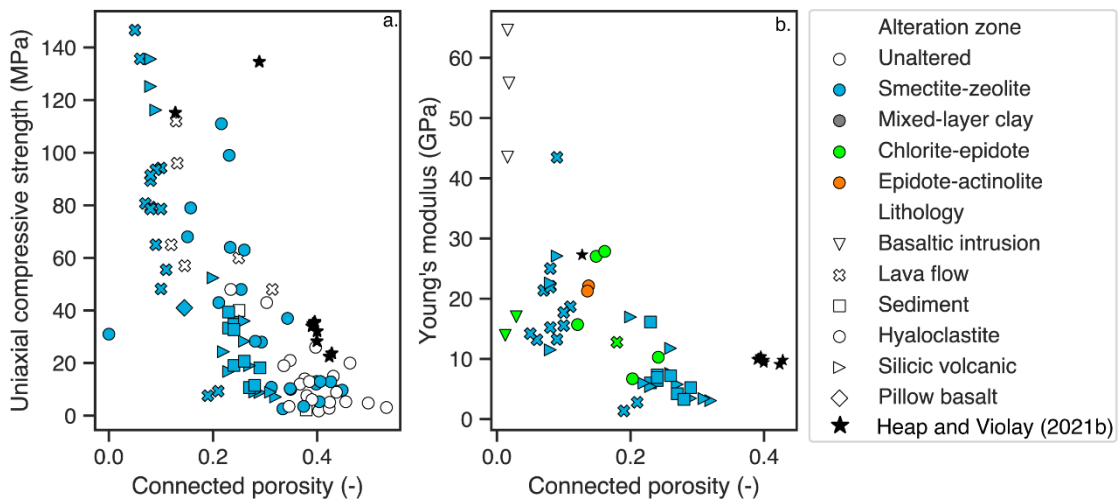 a.
Uniaxial compressive strength (MPa)
140
120
100
80
60
40
20
0
0.0
0.2
0.4
Connected porosity (-)
b.
Young's modulus (GPa)
60
50
40
30
20
10
0
0.0
0.2
0.4
Connected porosity (-)
Alteration zone
Unaltered
Smectite-zeolite
Mixed-layer clay
Chlorite-epidote
Epidote-actinolite
Lithology
Basaltic intrusion
Lava flow
Sediment
Hyaloclastite
Silicic volcanic
Pillow basalt
Heap and Violay (2021b)